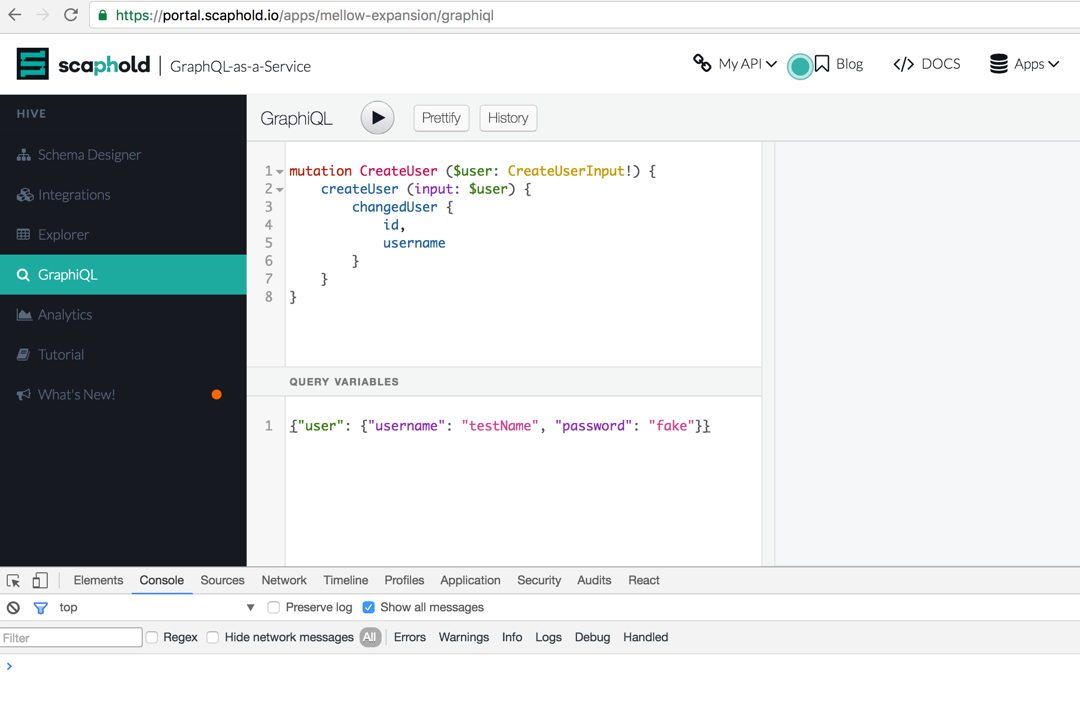 https://portal.scaphold.io/apps/mellow-expansion/graphiql
scaphold | GraphQL-as-a-Service
My API
Blog
</> DOCS
Apps
HIVE
Schema Designer
Integrations
Explorer
GraphiQL
Analytics
Tutorial
What's New!
GraphiQL
Prettify
History
1 mutation CreateUser ($user: CreateUserInput!) {
2 createUser (input: $user) {
3 changedUser {
4 id,
5 username
6 }
7 }
8 }
QUERY VARIABLES
1 {"user": {"username": "testName", "password": "fake"}}
Elements Console Sources Network Timeline Profiles Application Security Audits React
top Preserve log Show all messages
Filter Regex Hide network messages All Errors Warnings Info Logs Debug Handled
>